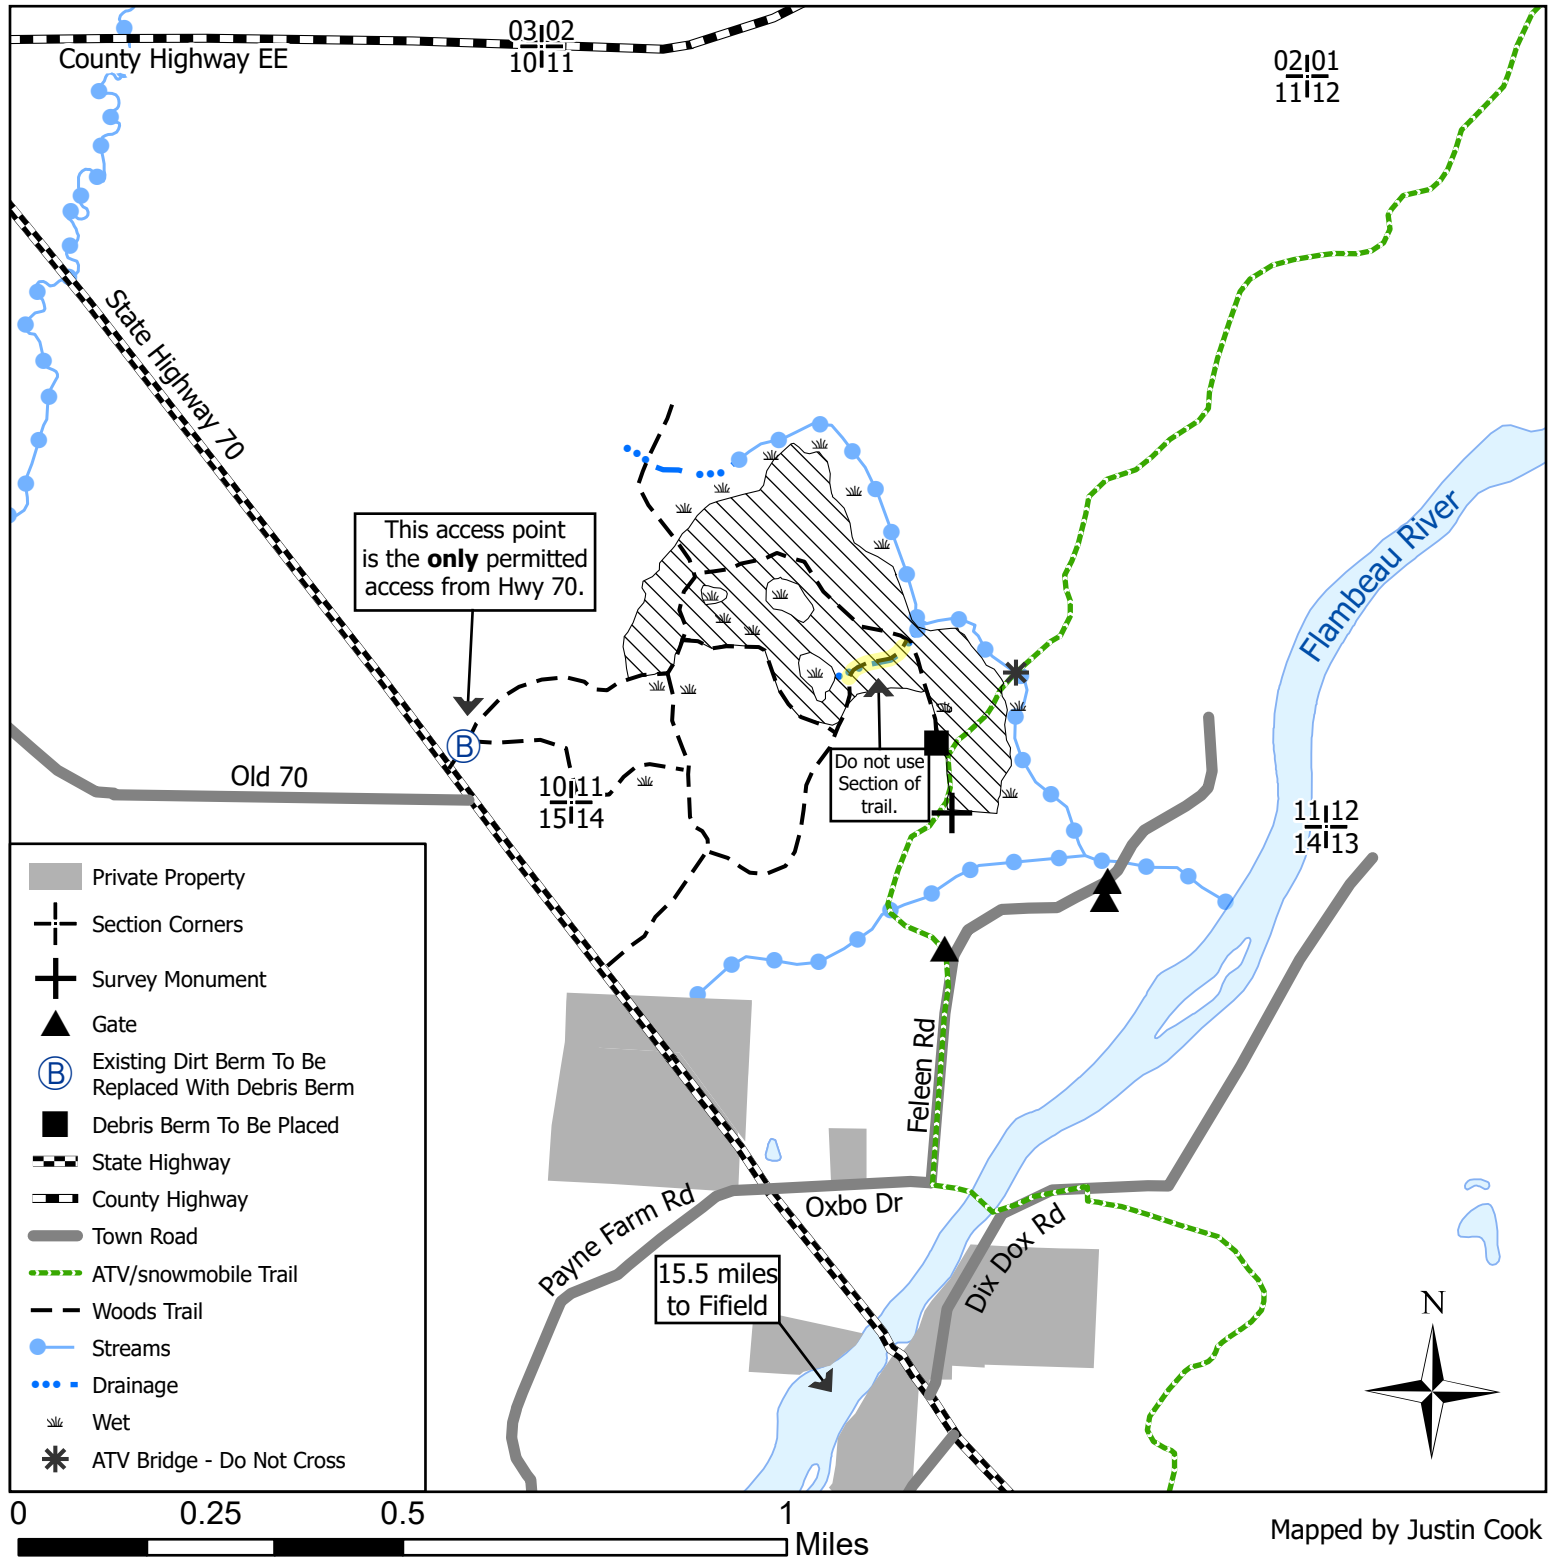 County Highway EE
03 02
10 11
02 01
11 12
State Highway 70
This access point
is the only permitted
access from Hwy 70.
Flambeau River
B
Old 70
Do not use
Section of
trail.
10 11
15 14
11 12
14 13
Feleen Rd
Oxbo Dr
Payne Farm Rd
Dix Dox Rd
15.5 miles
to Fifield
N
Private Property
Section Corners
Survey Monument
Gate
B
Existing Dirt Berm To Be
Replaced With Debris Berm
Debris Berm To Be Placed
State Highway
County Highway
Town Road
ATV/snowmobile Trail
Woods Trail
Streams
Drainage
Wet
ATV Bridge - Do Not Cross
0 0.25 0.5 1
Miles
Mapped by Justin Cook